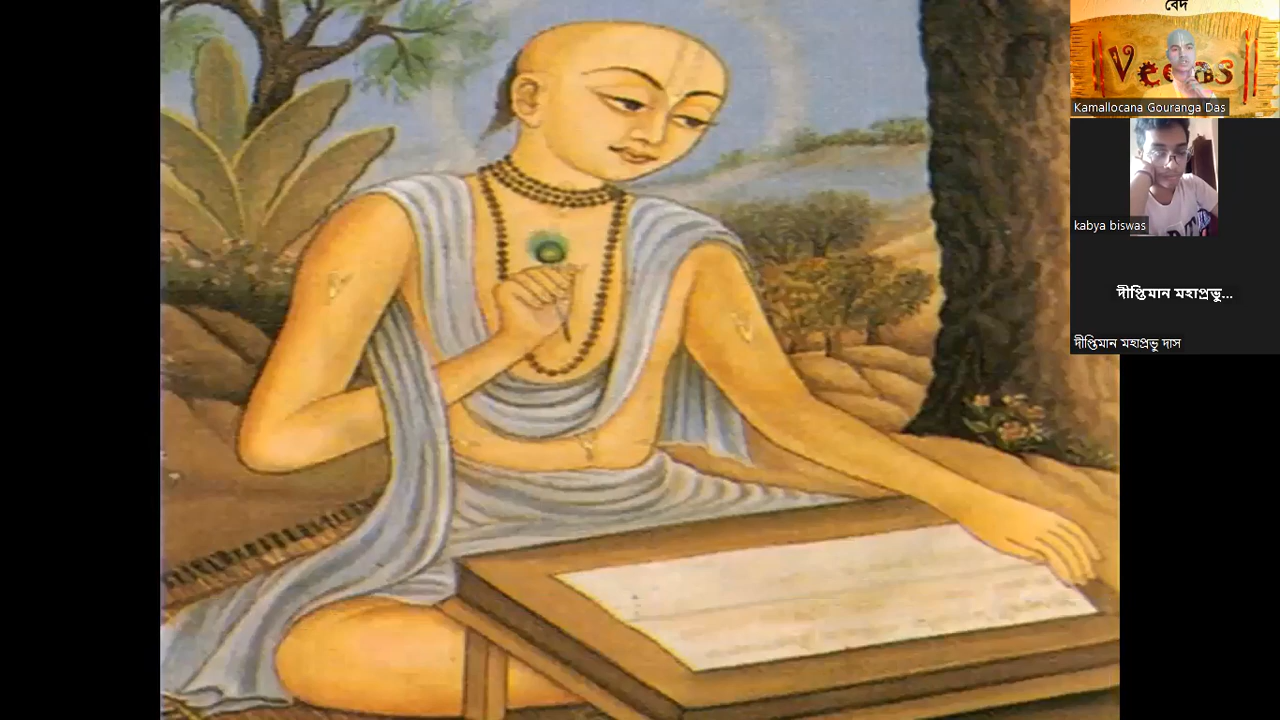 বেদ
Vedas
Kamallocana Gouranga Das
kabya biswas
দীপ্তিমান মহাপ্রভু...
দীপ্তিমান মহাপ্রভু দাস